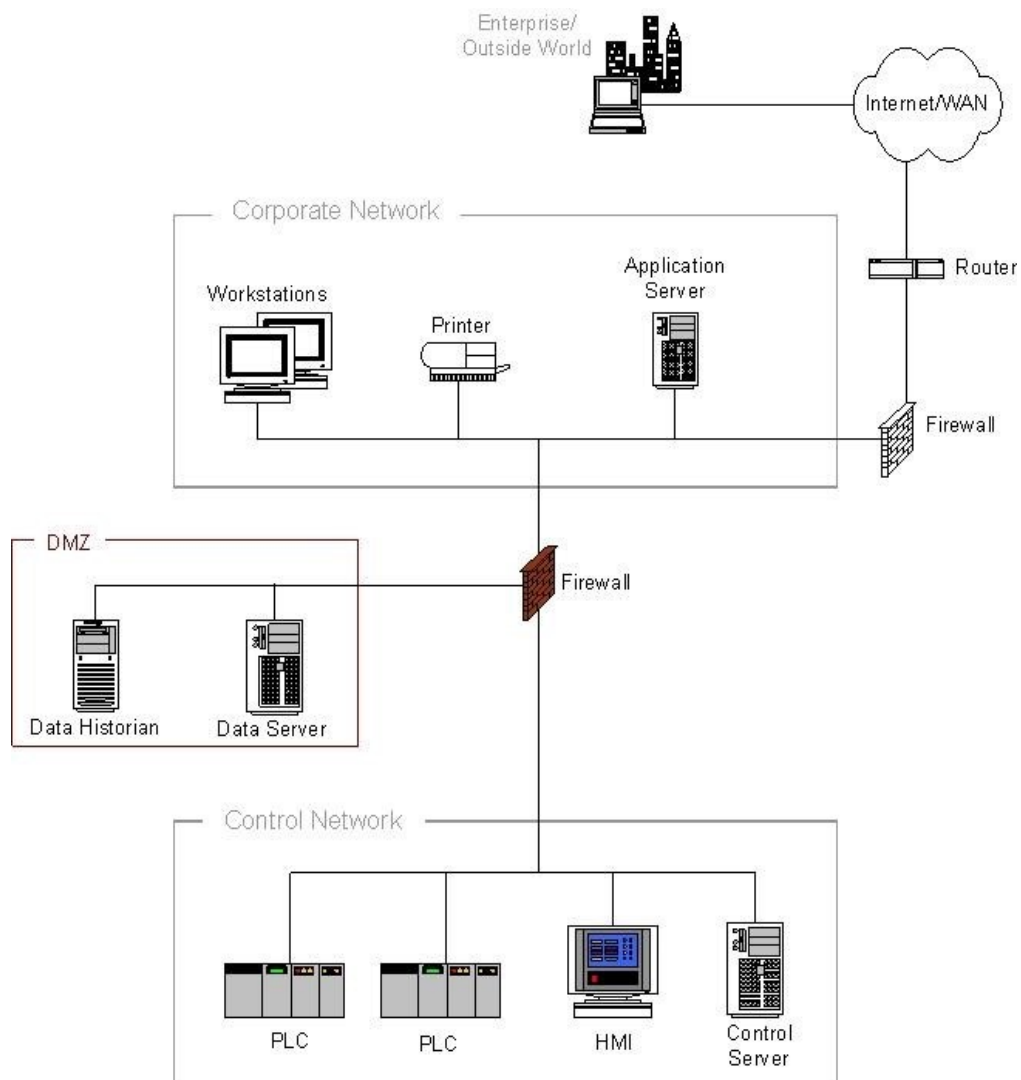 Enterprise/
Outside World
Internet/WAN
Corporate Network
Router
Workstations
Printer
Application
Server
Firewall
DMZ
Firewall
Data Historian
Data Server
Control Network
PLC
PLC
HMI
Control
Server